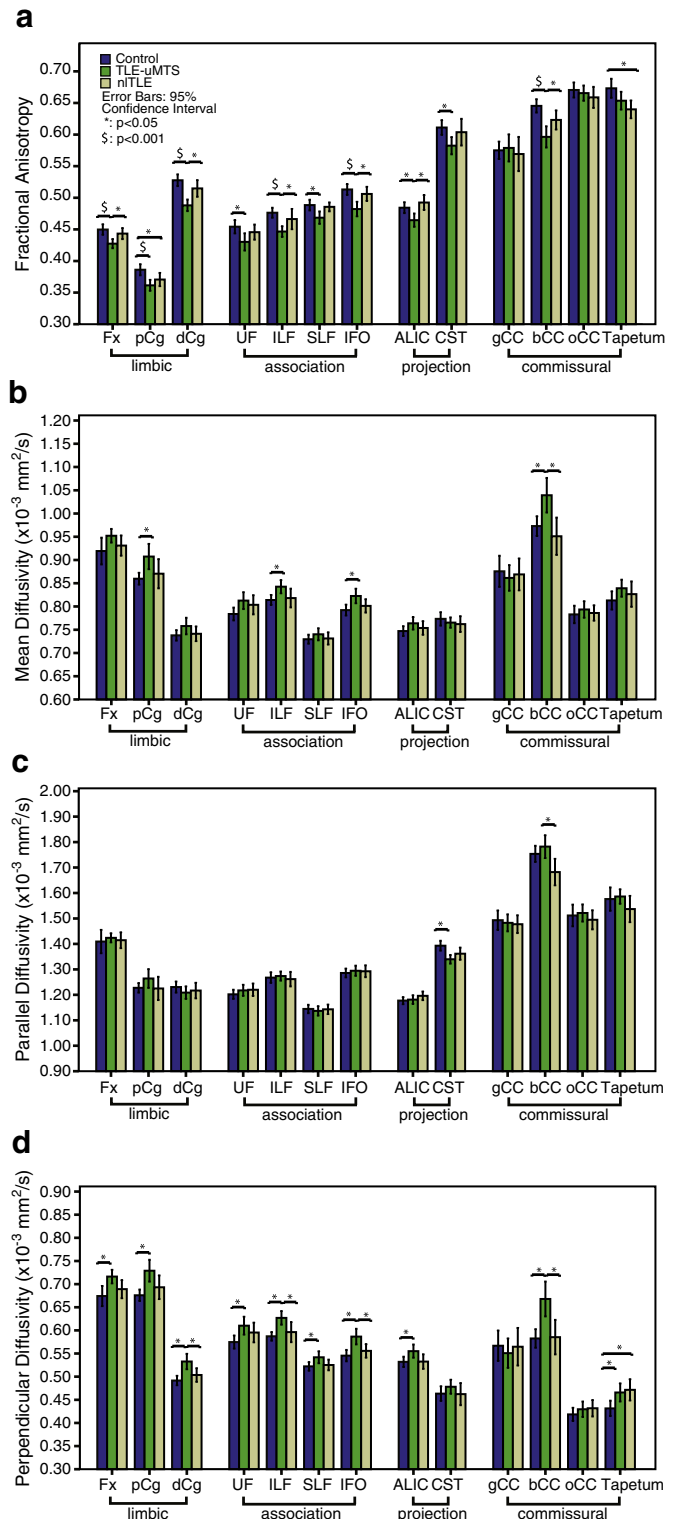 a
Fractional Anisotropy
0.70
0.65
0.60
0.55
0.50
0.45
0.40
0.35
0.30
Control
TLE-uMTS
nlTLE
Error Bars: 95%
Confidence Interval
*: p<0.05
$: p<0.001
$ * $ * $ * * $ * * $ * * * * $ * *
Fx pCg dCg UF ILF SLF IFO ALIC CST gCC bCC oCC Tapetum
limbic association projection commissural
b
Mean Diffusivity (x10-3 mm2/s)
1.20
1.15
1.10
1.05
1.00
0.95
0.90
0.85
0.80
0.75
0.70
0.65
0.60
* * * * *
Fx pCg dCg UF ILF SLF IFO ALIC CST gCC bCC oCC Tapetum
limbic association projection commissural
c
Parallel Diffusivity (x10-3 mm2/s)
2.00
1.90
1.80
1.70
1.60
1.50
1.40
1.30
1.20
1.10
1.00
0.90
* *
Fx pCg dCg UF ILF SLF IFO ALIC CST gCC bCC oCC Tapetum
limbic association projection commissural
d
Perpendicular Diffusivity (x10-3 mm2/s)
0.90
0.85
0.80
0.75
0.70
0.65
0.60
0.55
0.50
0.45
0.40
0.35
0.30
* * * * * * * * * * * * * * *
Fx pCg dCg UF ILF SLF IFO ALIC CST gCC bCC oCC Tapetum
limbic association projection commissural